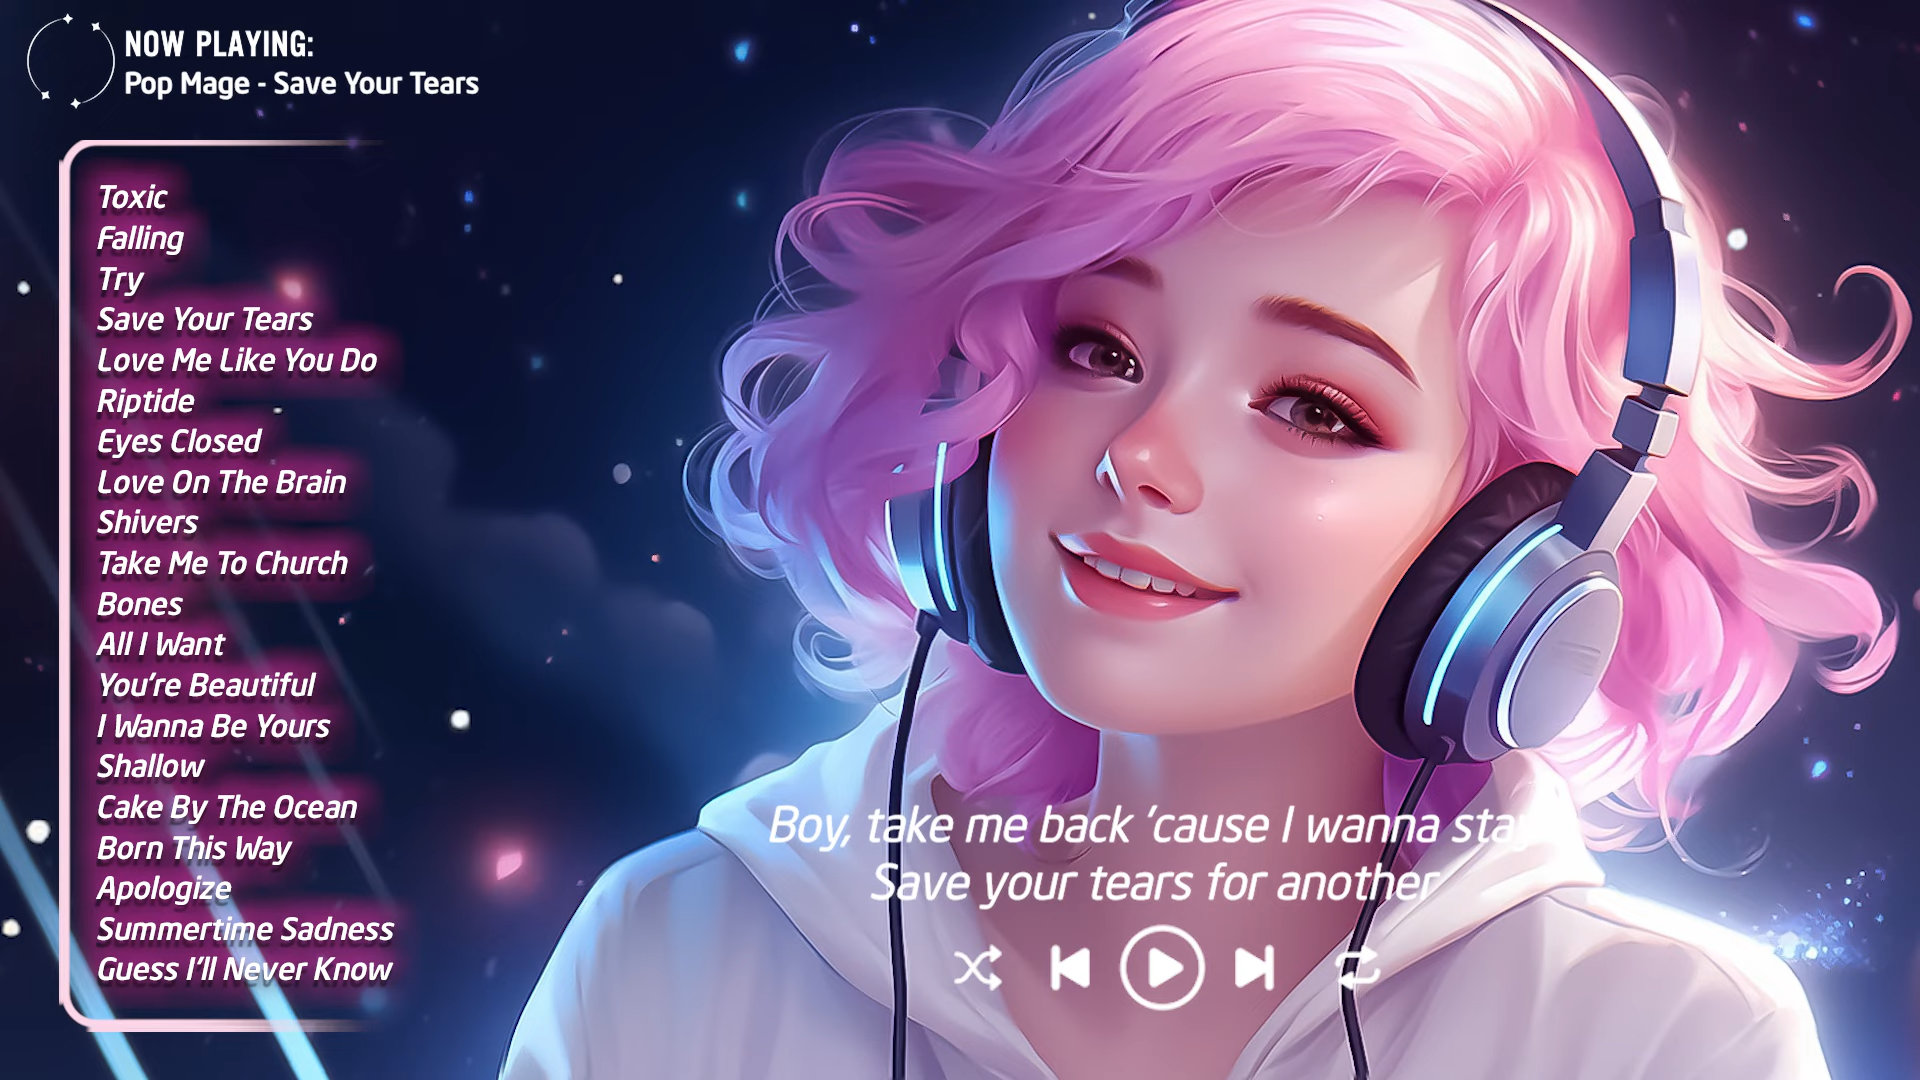 NOW PLAYING:
Pop Mage - Save Your Tears
Toxic
Falling
Try
Save Your Tears
Love Me Like You Do
Riptide
Eyes Closed
Love On The Brain
Shivers
Take Me To Church
Bones
All I Want
You're Beautiful
I Wanna Be Yours
Shallow
Cake By The Ocean
Born This Way
Apologize
Summertime Sadness
Guess I'll Never Know
Boy, take me back 'cause I wanna stay
Save your tears for another